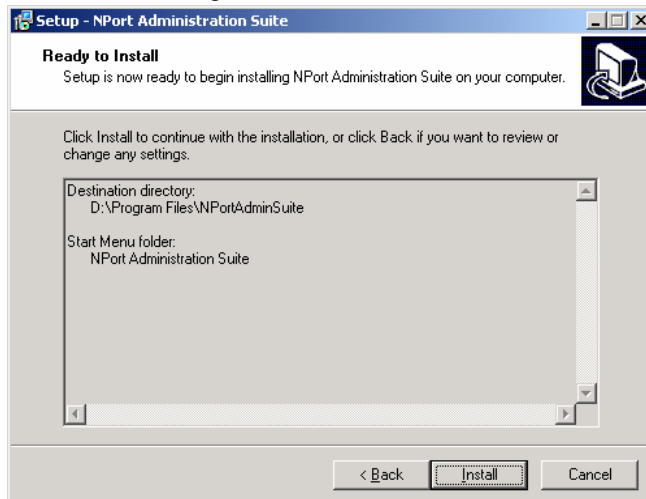 Setup - NPort Administration Suite
Ready to Install
Setup is now ready to begin installing NPort Administration Suite on your computer.
Click Install to continue with the installation, or click Back if you want to review or
change any settings.
Destination directory:
D:\Program Files\NPortAdminSuite
Start Menu folder:
NPort Administration Suite
< Back
Install
Cancel